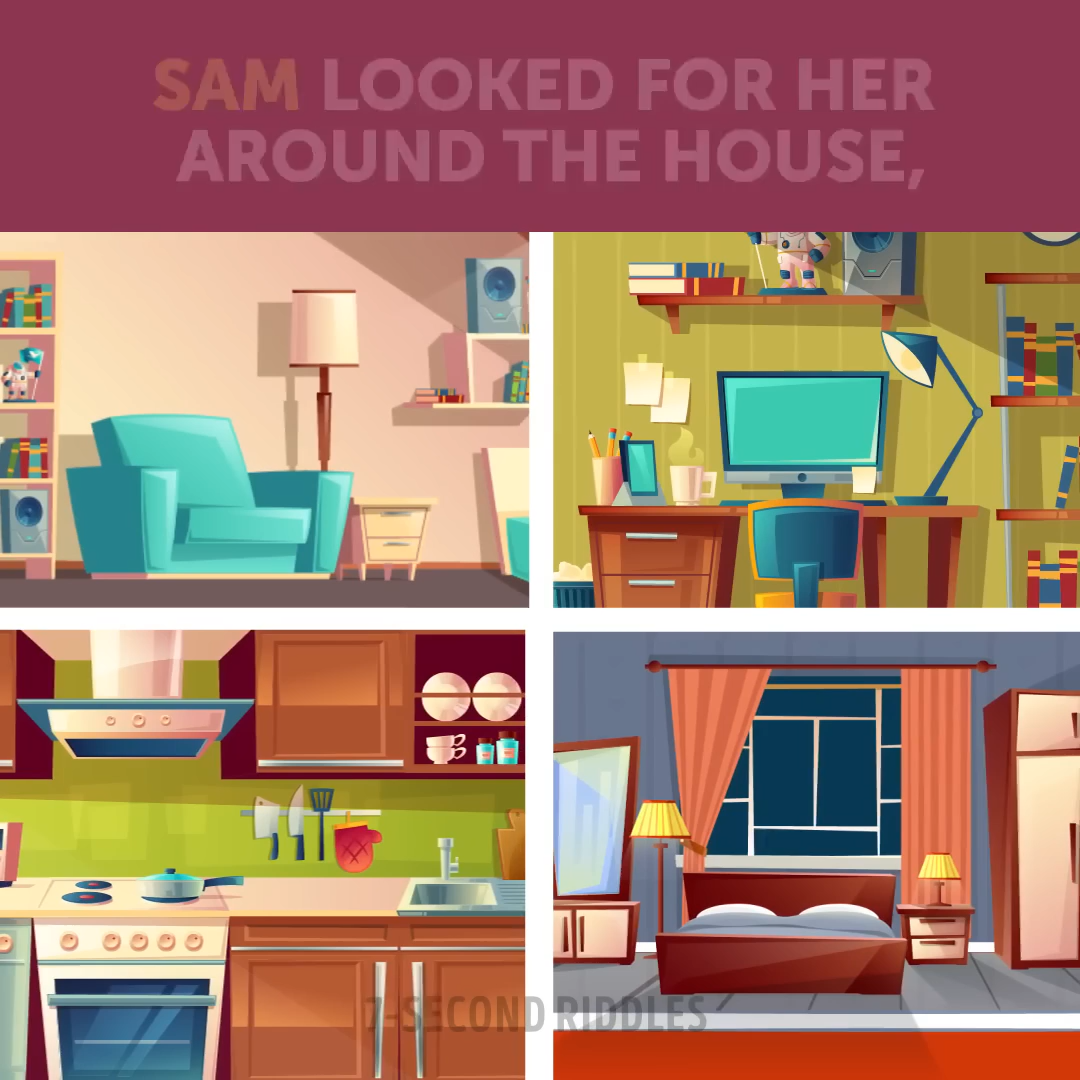 SAM LOOKED FOR HER
AROUND THE HOUSE,
7-SECOND RIDDLES